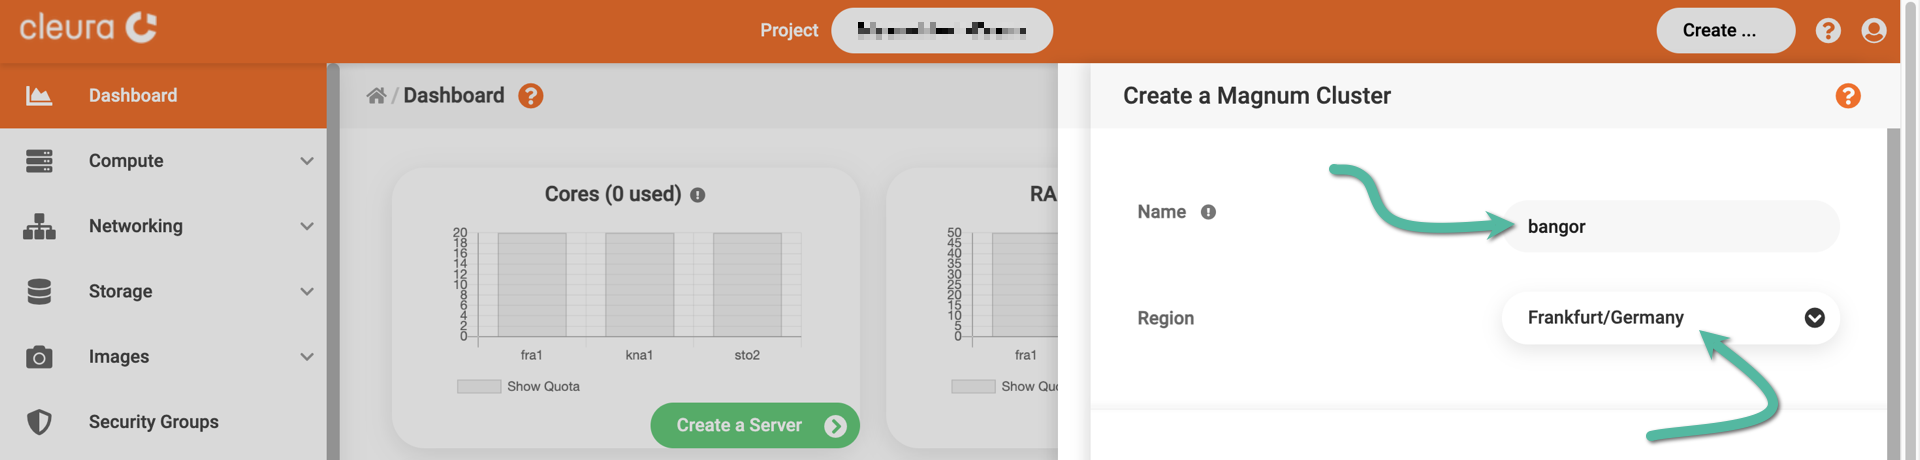 cleura
Project
Create ...
Dashboard
Compute
Networking
Storage
Images
Security Groups
/ Dashboard
Cores (0 used)
20
18
16
14
12
10
8
6
4
2
0
fra1 kna1 sto2
Show Quota
Create a Server
RA
50
45
40
35
30
25
20
15
10
5
0
fra1
Show Quo
Create a Magnum Cluster
Name
bangor
Region
Frankfurt/Germany